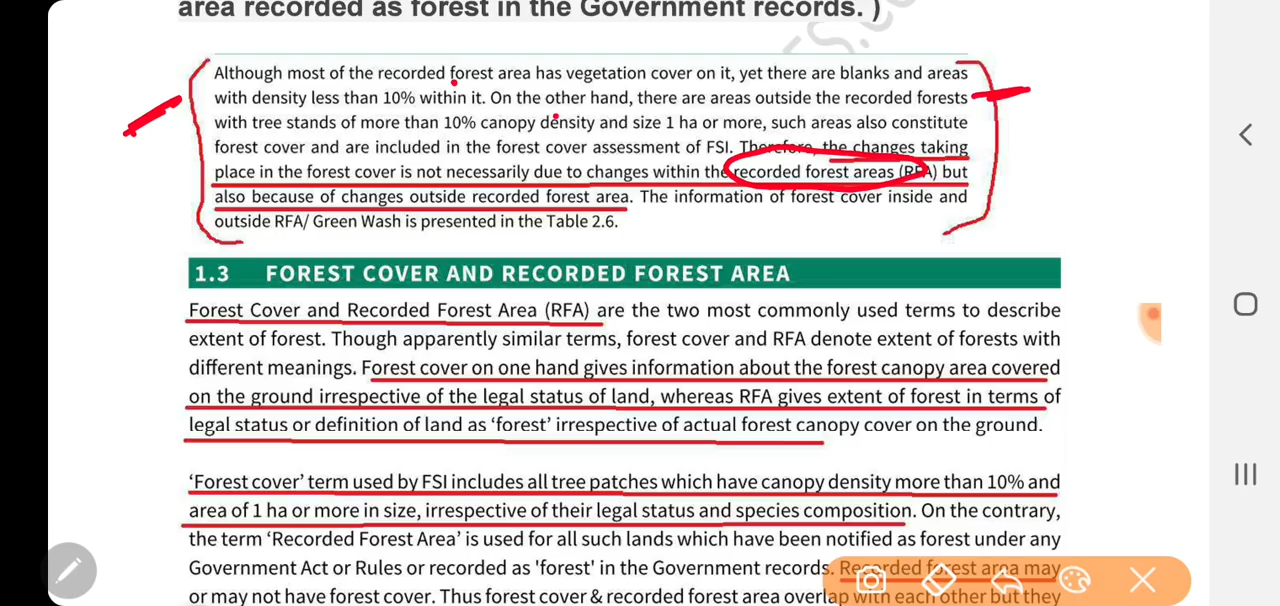 area recorded as forest in the Government records. )
Although most of the recorded forest area has vegetation cover on it, yet there are blanks and areas
with density less than 10% within it. On the other hand, there are areas outside the recorded forests
with tree stands of more than 10% canopy density and size 1 ha or more, such areas also constitute
forest cover and are included in the forest cover assessment of FSI. Therefore, the changes taking
place in the forest cover is not necessarily due to changes within the recorded forest areas (RFA) but
also because of changes outside recorded forest area. The information of forest cover inside and
outside RFA/ Green Wash is presented in the Table 2.6.
1.3 FOREST COVER AND RECORDED FOREST AREA
Forest Cover and Recorded Forest Area (RFA) are the two most commonly used terms to describe
extent of forest. Though apparently similar terms, forest cover and RFA denote extent of forests with
different meanings. Forest cover on one hand gives information about the forest canopy area covered
on the ground irrespective of the legal status of land, whereas RFA gives extent of forest in terms of
legal status or definition of land as ‘forest’ irrespective of actual forest canopy cover on the ground.
‘Forest cover’ term used by FSI includes all tree patches which have canopy density more than 10% and
area of 1 ha or more in size, irrespective of their legal status and species composition. On the contrary,
the term ‘Recorded Forest Area’ is used for all such lands which have been notified as forest under any
Government Act or Rules or recorded as 'forest' in the Government records. Recorded forest area may
or may not have forest cover. Thus forest cover & recorded forest area overlap with each other but they